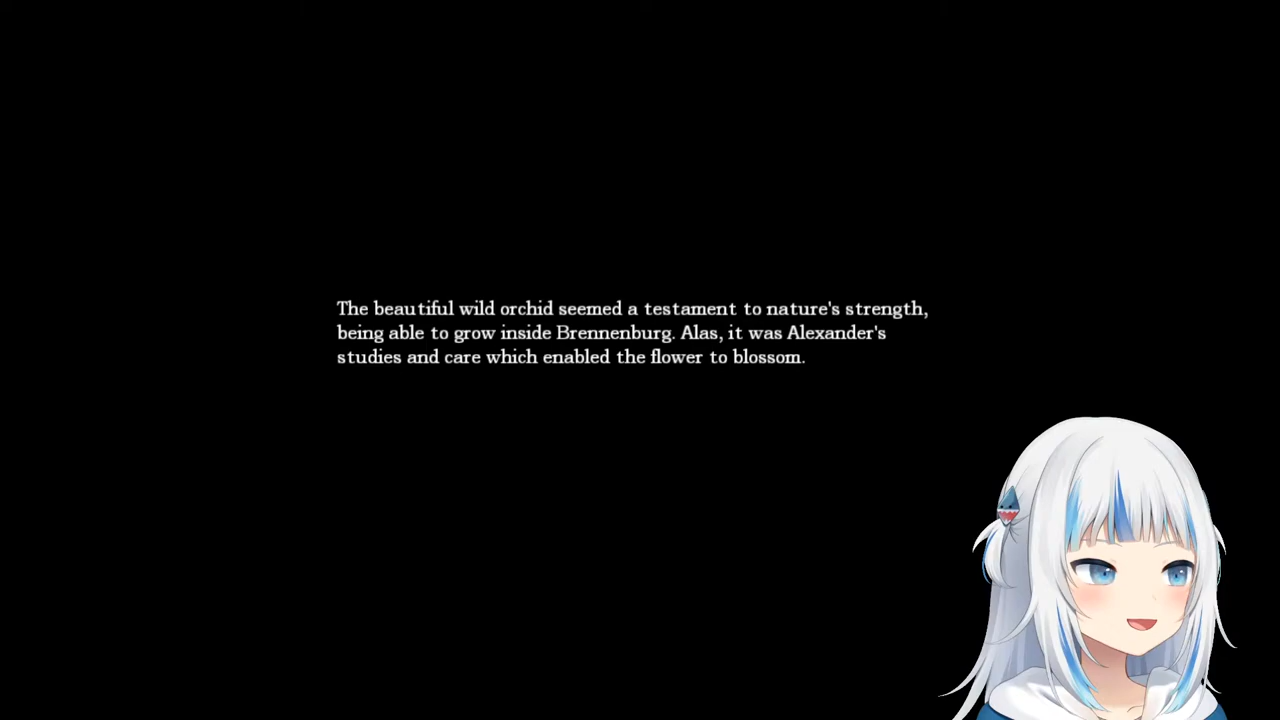 The beautiful wild orchid seemed a testament to nature's strength,
being able to grow inside Brennenburg. Alas, it was Alexander's
studies and care which enabled the flower to blossom.